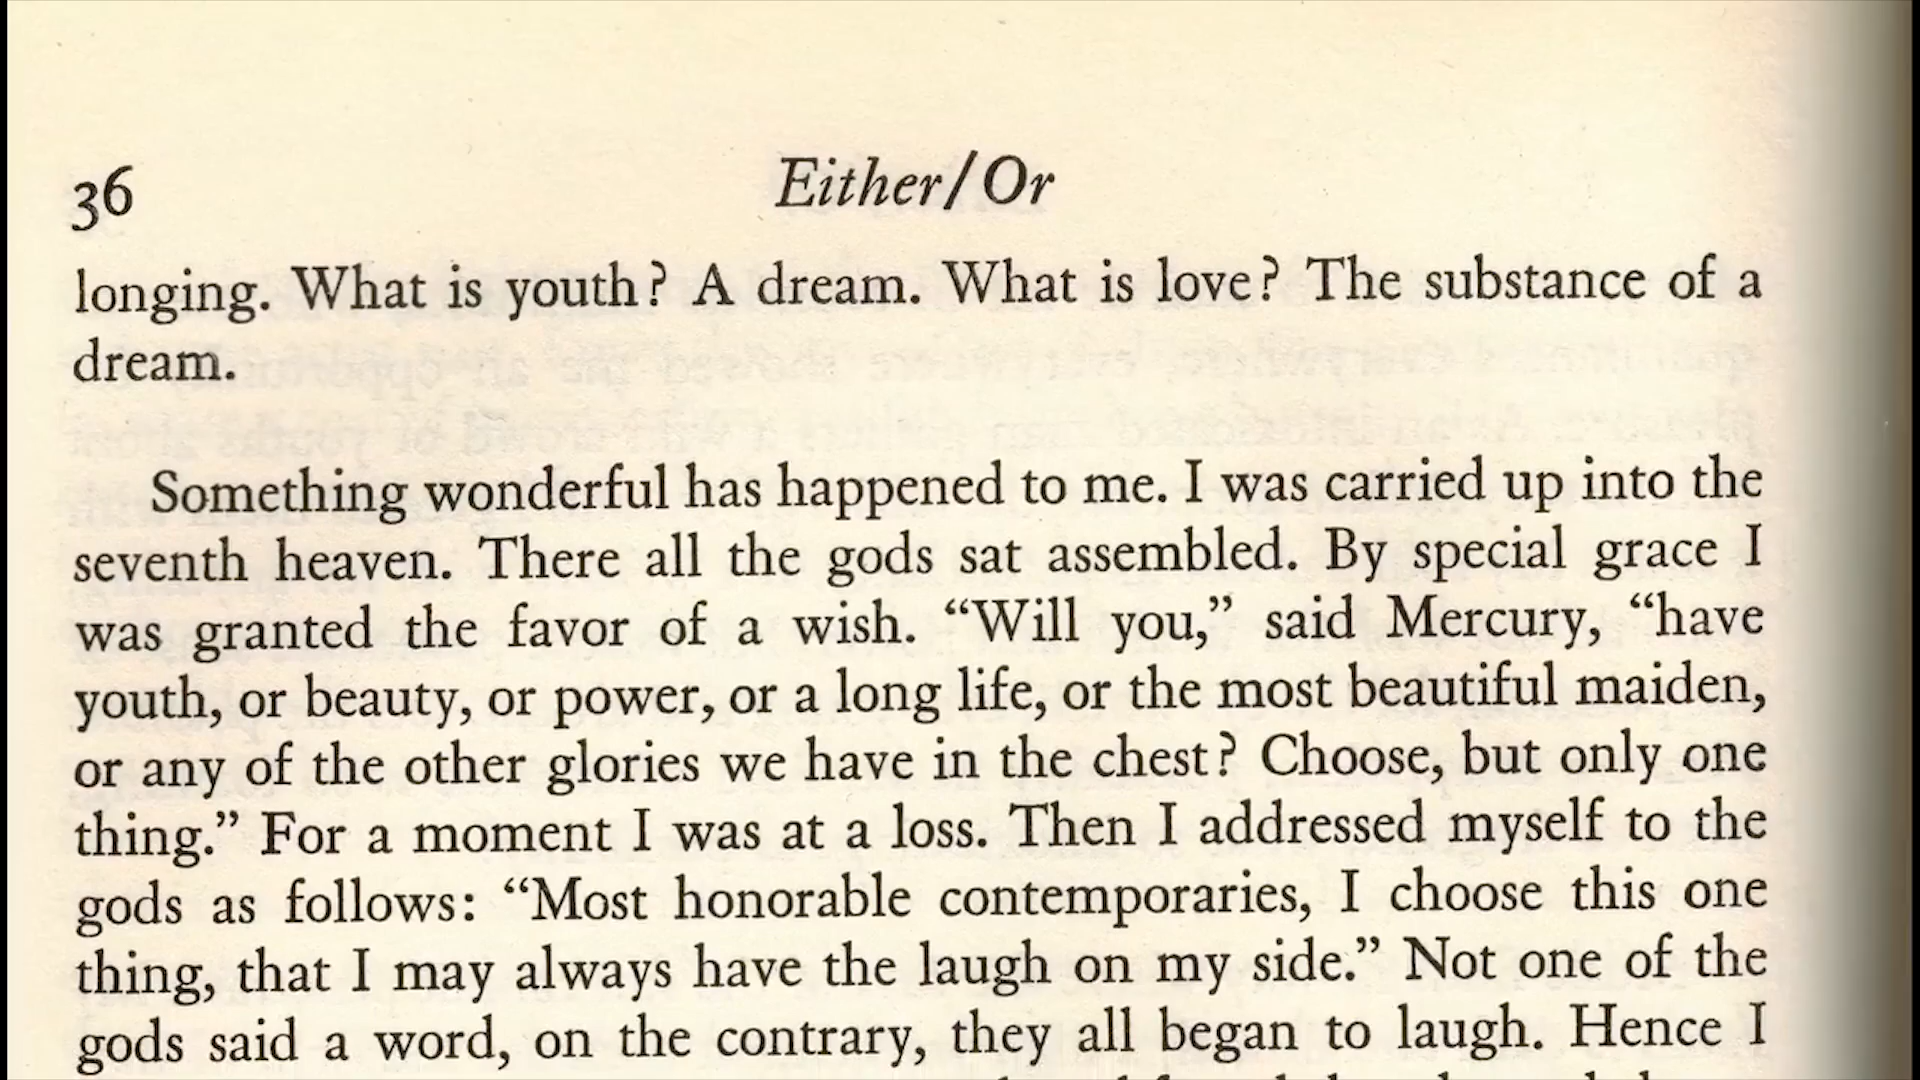 36 Either/Or
longing. What is youth? A dream. What is love? The substance of a
dream.
Something wonderful has happened to me. I was carried up into the
seventh heaven. There all the gods sat assembled. By special grace I
was granted the favor of a wish. “Will you,” said Mercury, “have
youth, or beauty, or power, or a long life, or the most beautiful maiden,
or any of the other glories we have in the chest? Choose, but only one
thing.” For a moment I was at a loss. Then I addressed myself to the
gods as follows: “Most honorable contemporaries, I choose this one
thing, that I may always have the laugh on my side.” Not one of the
gods said a word, on the contrary, they all began to laugh. Hence I